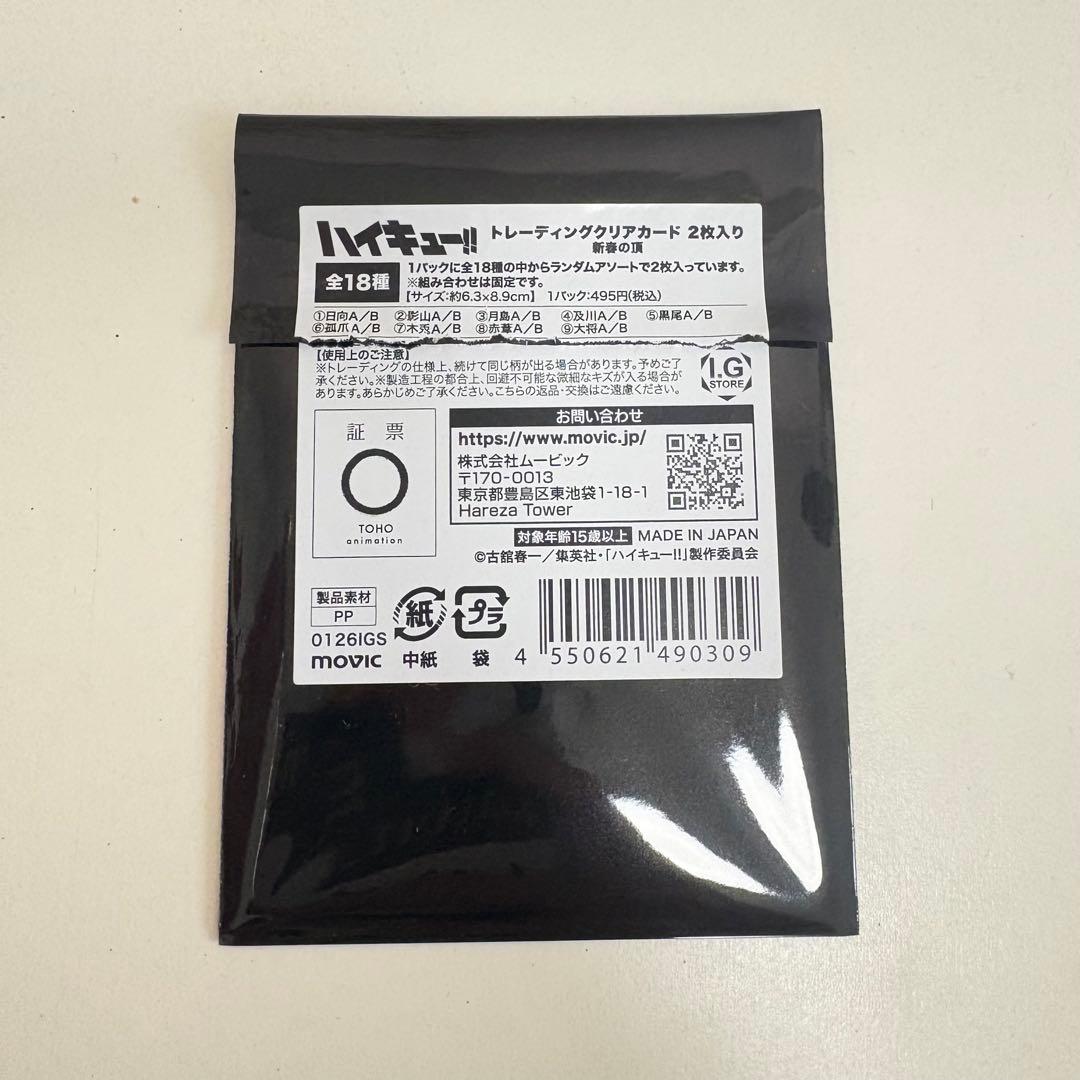 ハイキュー!! トレーディングクリアカード 2枚入り
新春の頂
全18種
1パックに全18種の中からランダムアソートで2枚入っています。
※組み合わせは固定です。
【サイズ:約6.3×8.9cm】 1パック:495円(税込)
①日向A/B ②影山A/B ③月島A/B ④及川A/B ⑤黒尾A/B
⑥孤爪A/B ⑦木兎A/B ⑧赤葦A/B ⑨大将A/B
【使用上のご注意】
※トレーディングの仕様上、続けて同じ柄が出る場合があります。予めご了
承ください。※製造工程の都合上、回避不可能な微細なキズが入る場合が
あります。あらかじめご了承ください。こちらの返品・交換はご遠慮ください。
I.G
STORE
証票
TOHO
animation
お問い合わせ
https://www.movic.jp/
株式会社ムービック
〒170-0013
東京都豊島区東池袋1-18-1
Hareza Tower
対象年齢15歳以上 MADE IN JAPAN
©古舘春一/集英社・「ハイキュー!!」製作委員会
製品素材
PP
0126IGS
movic
紙
中紙
プラ
袋
4 550621 490309